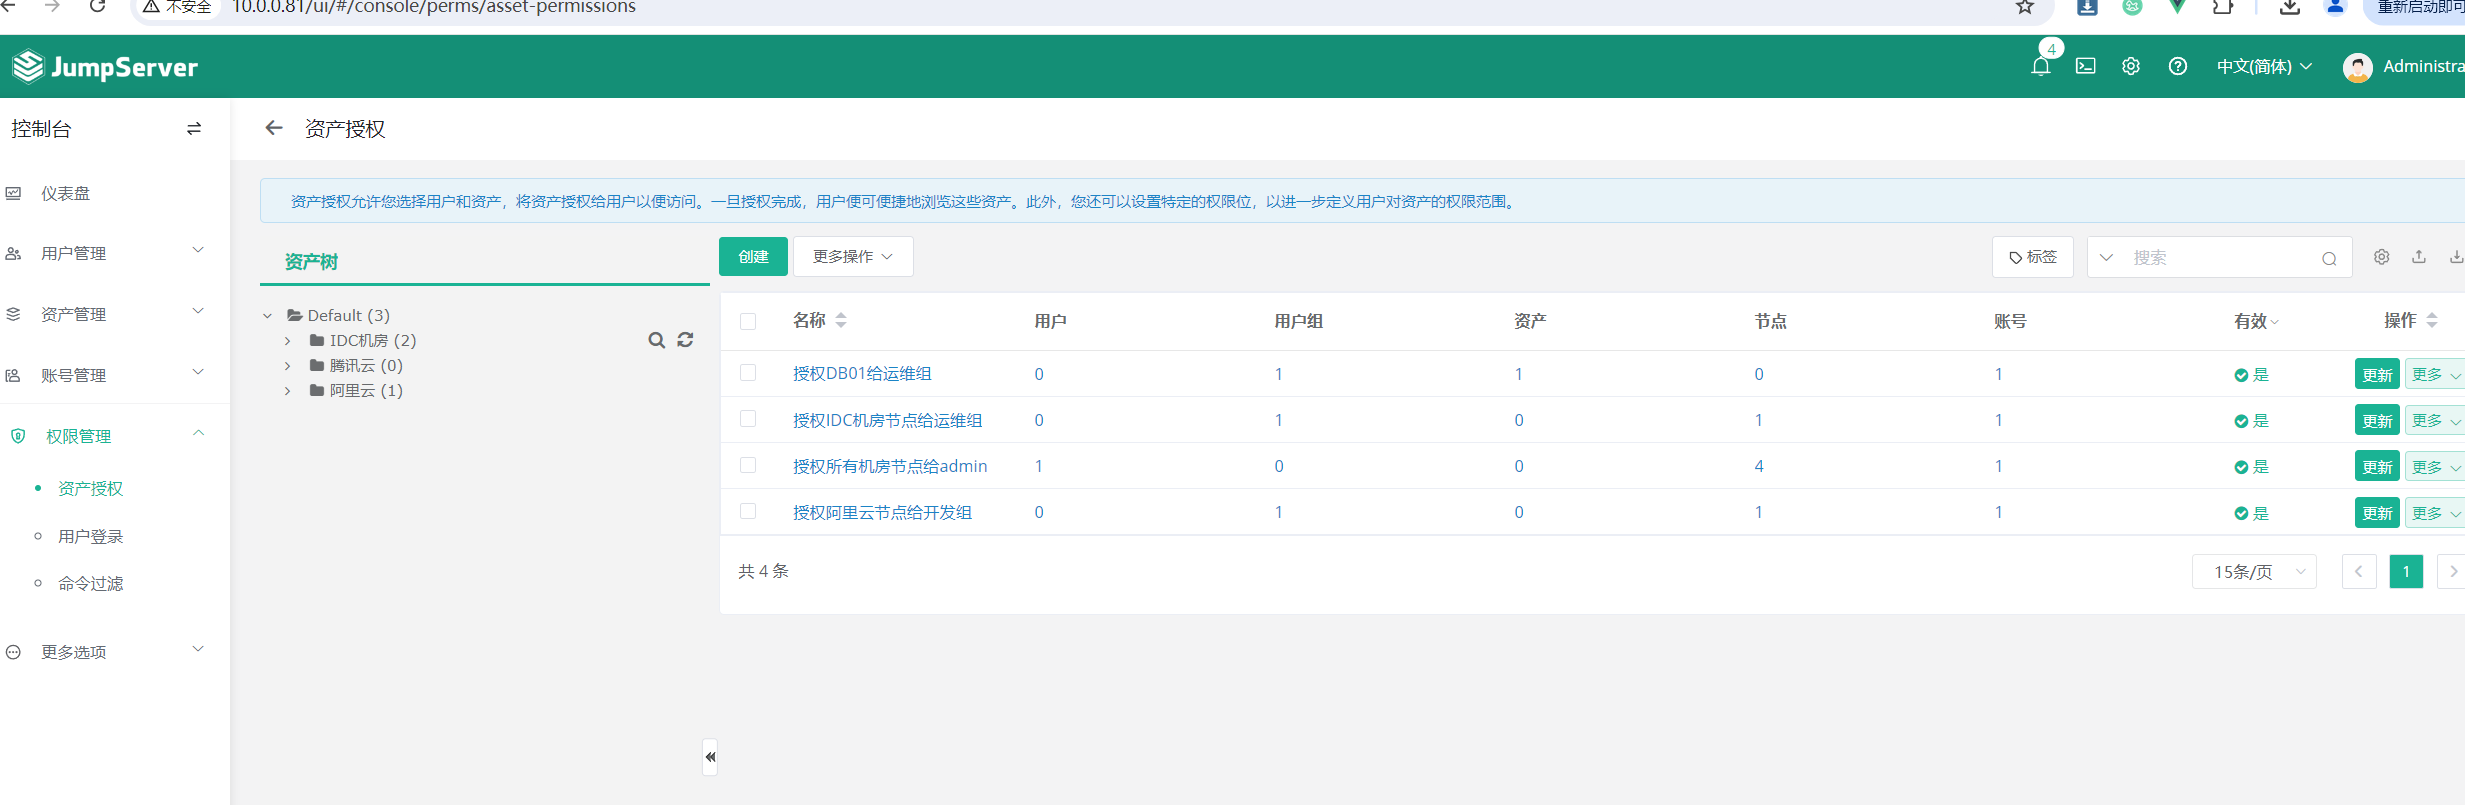 不安全 10.0.0.81/ui/#/console/perms/asset-permissions
重新启动即可
JumpServer
4
中文(简体)
Administra
控制台
资产授权
仪表盘
用户管理
资产管理
账号管理
权限管理
资产授权
用户登录
命令过滤
更多选项
资产授权允许您选择用户和资产，将资产授权给用户以便访问。一旦授权完成，用户便可便捷地浏览这些资产。此外，您还可以设置特定的权限位，以进一步定义用户对资产的权限范围。
资产树
Default (3)
IDC机房 (2)
腾讯云 (0)
阿里云 (1)
创建 更多操作 标签 搜索
名称 用户 用户组 资产 节点 账号 有效 操作
授权DB01给运维组 0 1 1 0 1 是 更新 更多
授权IDC机房节点给运维组 0 1 0 1 1 是 更新 更多
授权所有机房节点给admin 1 0 0 4 1 是 更新 更多
授权阿里云节点给开发组 0 1 0 1 1 是 更新 更多
共 4 条 15条/页 1